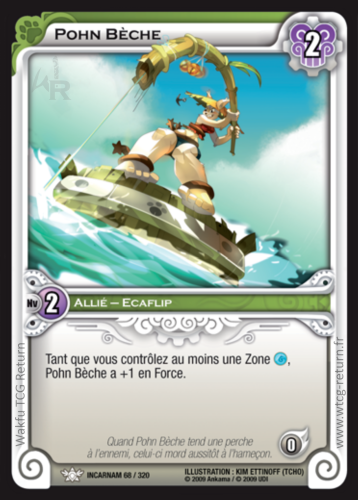 Pohn Bèche
2
WR
Nv 2 Allié – Ecaflip
Tant que vous contrôlez au moins une Zone ,
Pohn Bèche a +1 en Force.
Quand Pohn Bèche tend une perche
à l'ennemi, celui-ci mord aussitôt à l'hameçon.
0
INCARNAM 68 / 320
ILLUSTRATION : KIM ETTINOFF (TCHO)
© 2009 Ankama / © 2009 UDI
Wakfu TCG Return
www.wtcg-return.fr